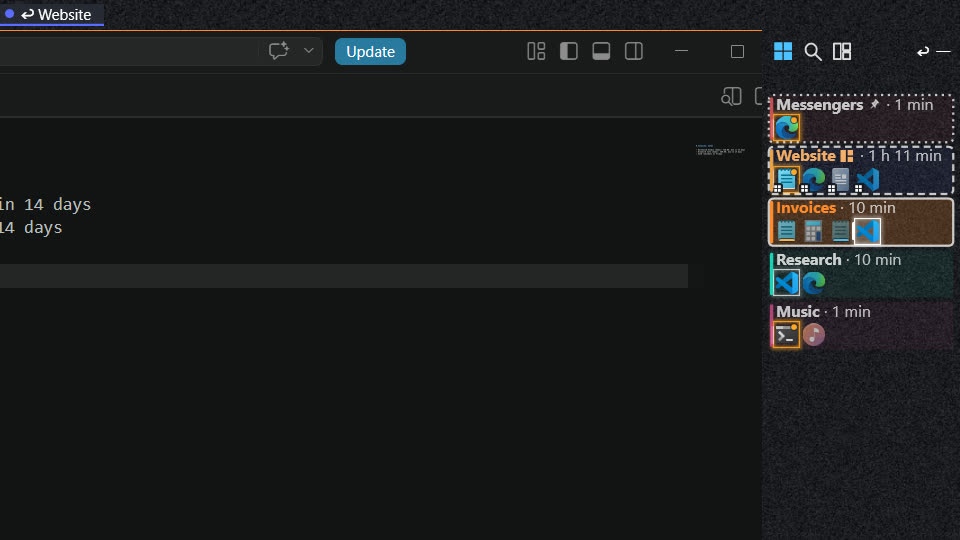 Website
Update
in 14 days
14 days
Messengers · 1 min
Website · 1 h 11 min
Invoices · 10 min
Research · 10 min
Music · 1 min